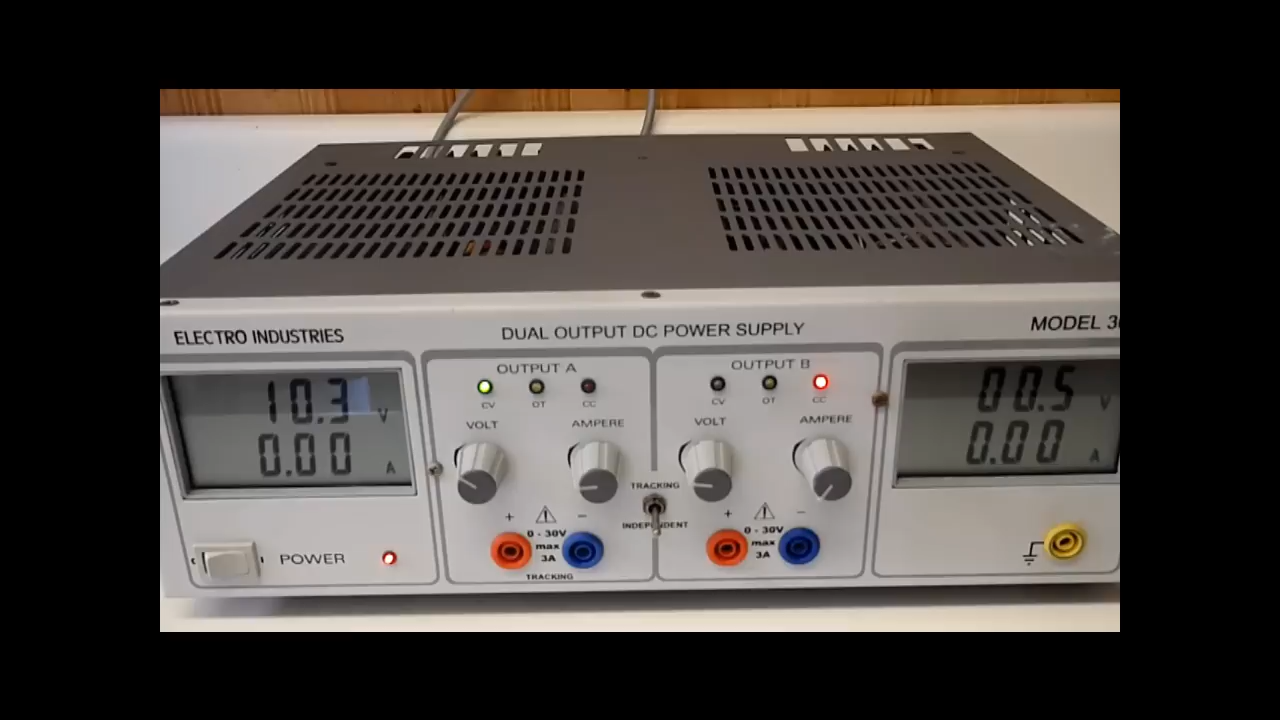 ELECTRO INDUSTRIES
DUAL OUTPUT DC POWER SUPPLY
MODEL
10.3 V
0.00 A
POWER
OUTPUT A
CV OT CC
VOLT AMPERE
+ −
0 - 30V
max
3A
TRACKING
TRACKING
INDEPENDENT
OUTPUT B
CV OT CC
VOLT AMPERE
+ −
0 - 30V
max
3A
00.5 V
0.00 A